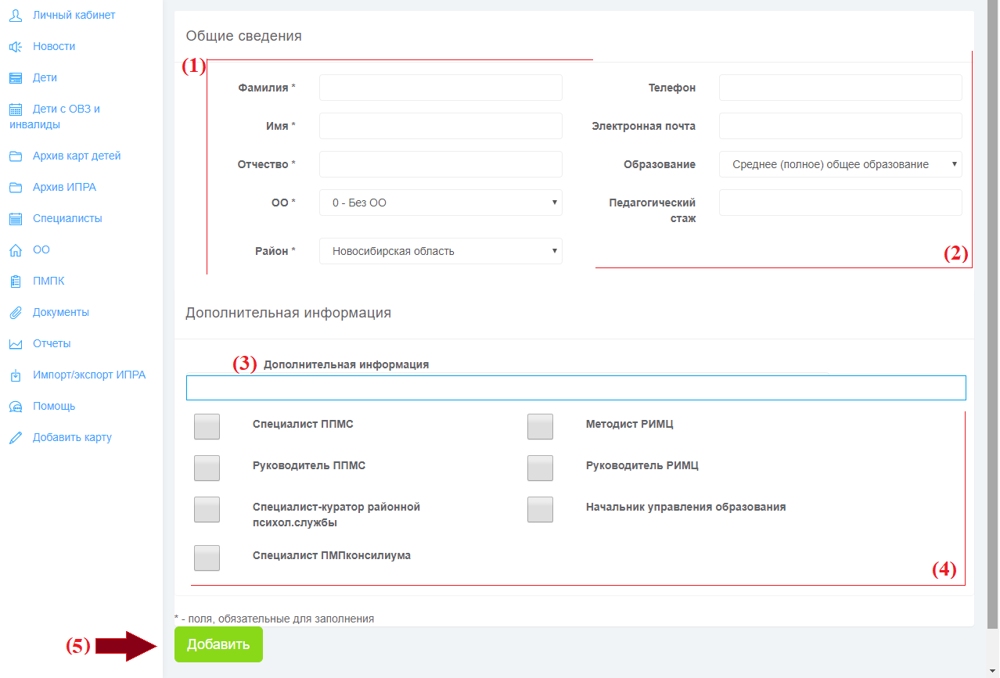 Личный кабинет
Новости
Дети
Дети с ОВЗ и
инвалиды
Архив карт детей
Архив ИПРА
Специалисты
ОО
ПМПК
Документы
Отчеты
Импорт/экспорт ИПРА
Помощь
Добавить карту
Общие сведения
(1)
Фамилия *
Имя *
Отчество *
ОО * 0 - Без ОО
Район * Новосибирская область
Телефон
Электронная почта
Образование Среднее (полное) общее образование
Педагогический
стаж
(2)
Дополнительная информация
(3) Дополнительная информация
Специалист ППМС
Методист РИМЦ
Руководитель ППМС
Руководитель РИМЦ
Специалист-куратор районной
психол.службы
Начальник управления образования
Специалист ПМПконсилиума
(4)
* - поля, обязательные для заполнения
(5) Добавить